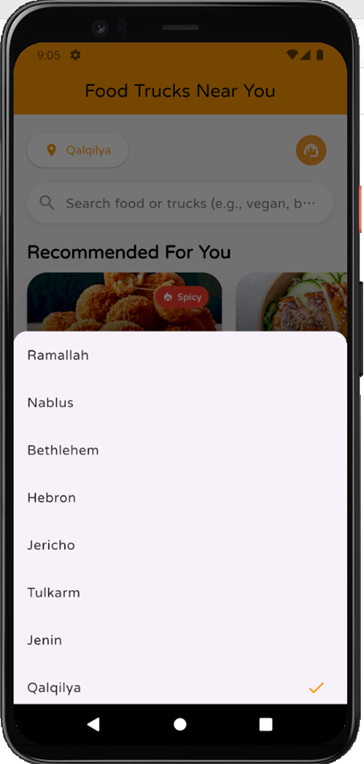 9:05
Food Trucks Near You
Qalqilya
Search food or trucks (e.g., vegan, b···
Recommended For You
Spicy
Ramallah
Nablus
Bethlehem
Hebron
Jericho
Tulkarm
Jenin
Qalqilya